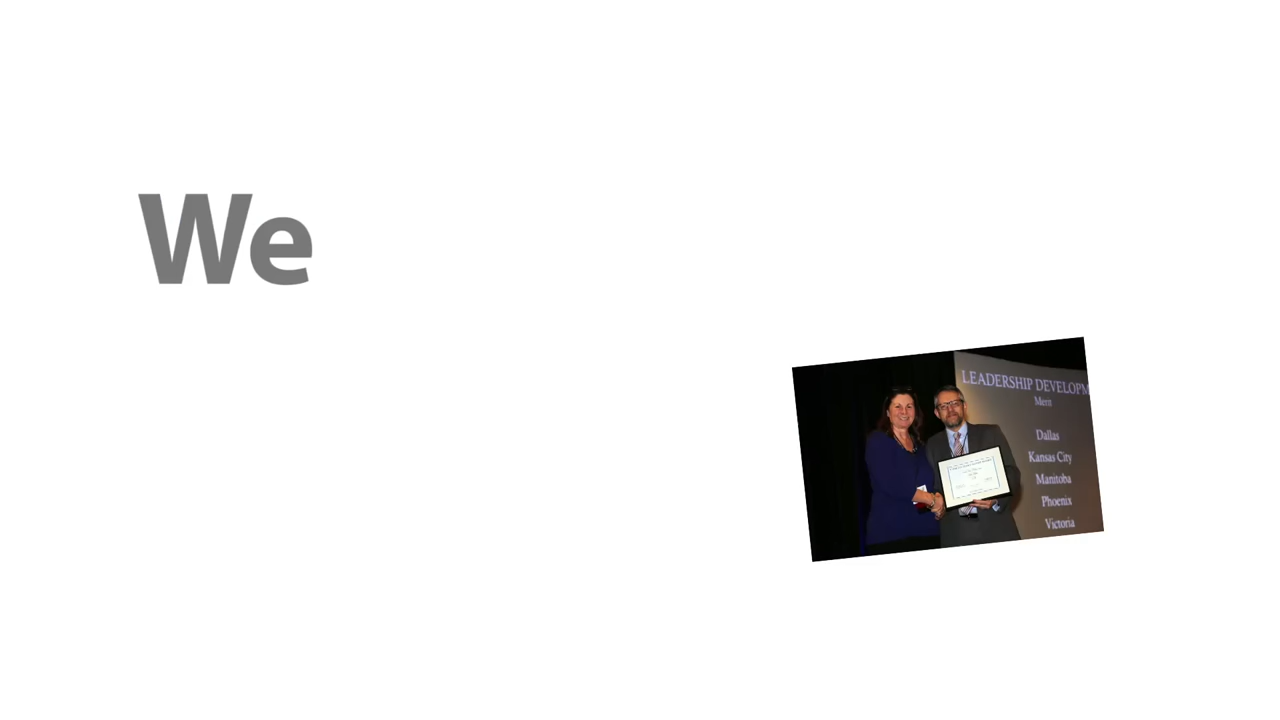 We
LEADERSHIP DEVELOPM
Merit
Dallas
Kansas City
Manitoba
Phoenix
Victoria